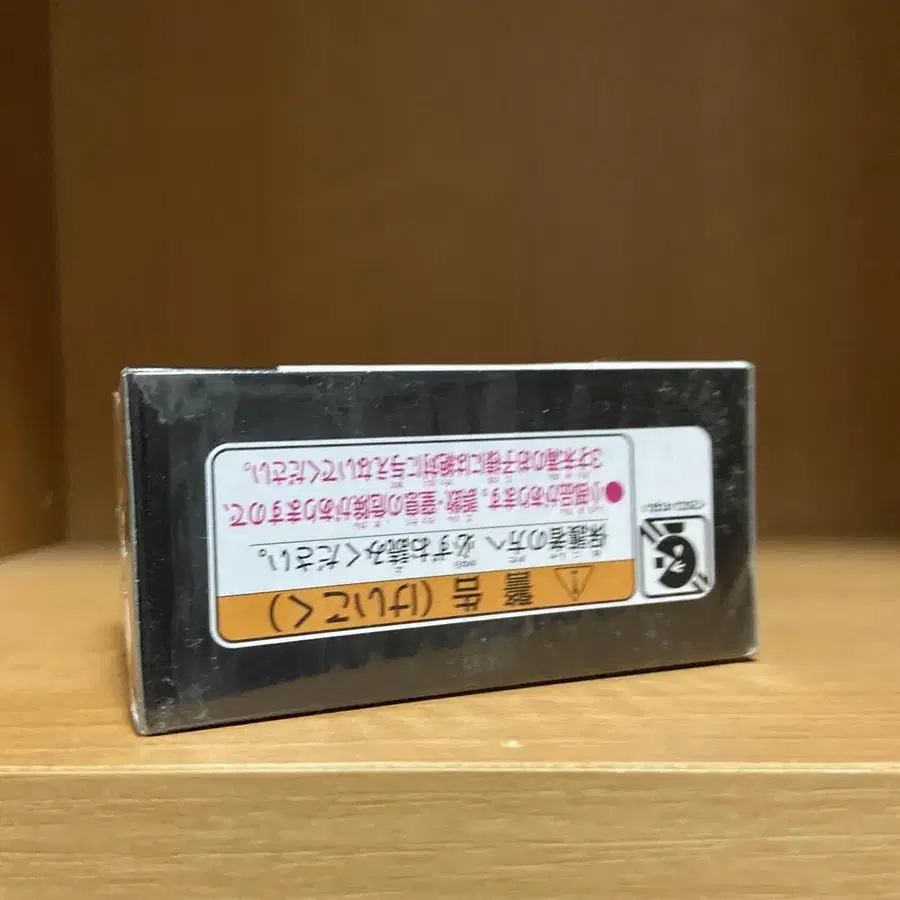 警告(けいこく)
保護者の方へ 必ずお読みください。
●小部品があります。誤飲・窒息の危険がありますので、
3才未満のお子様には絶対に与えないでください。